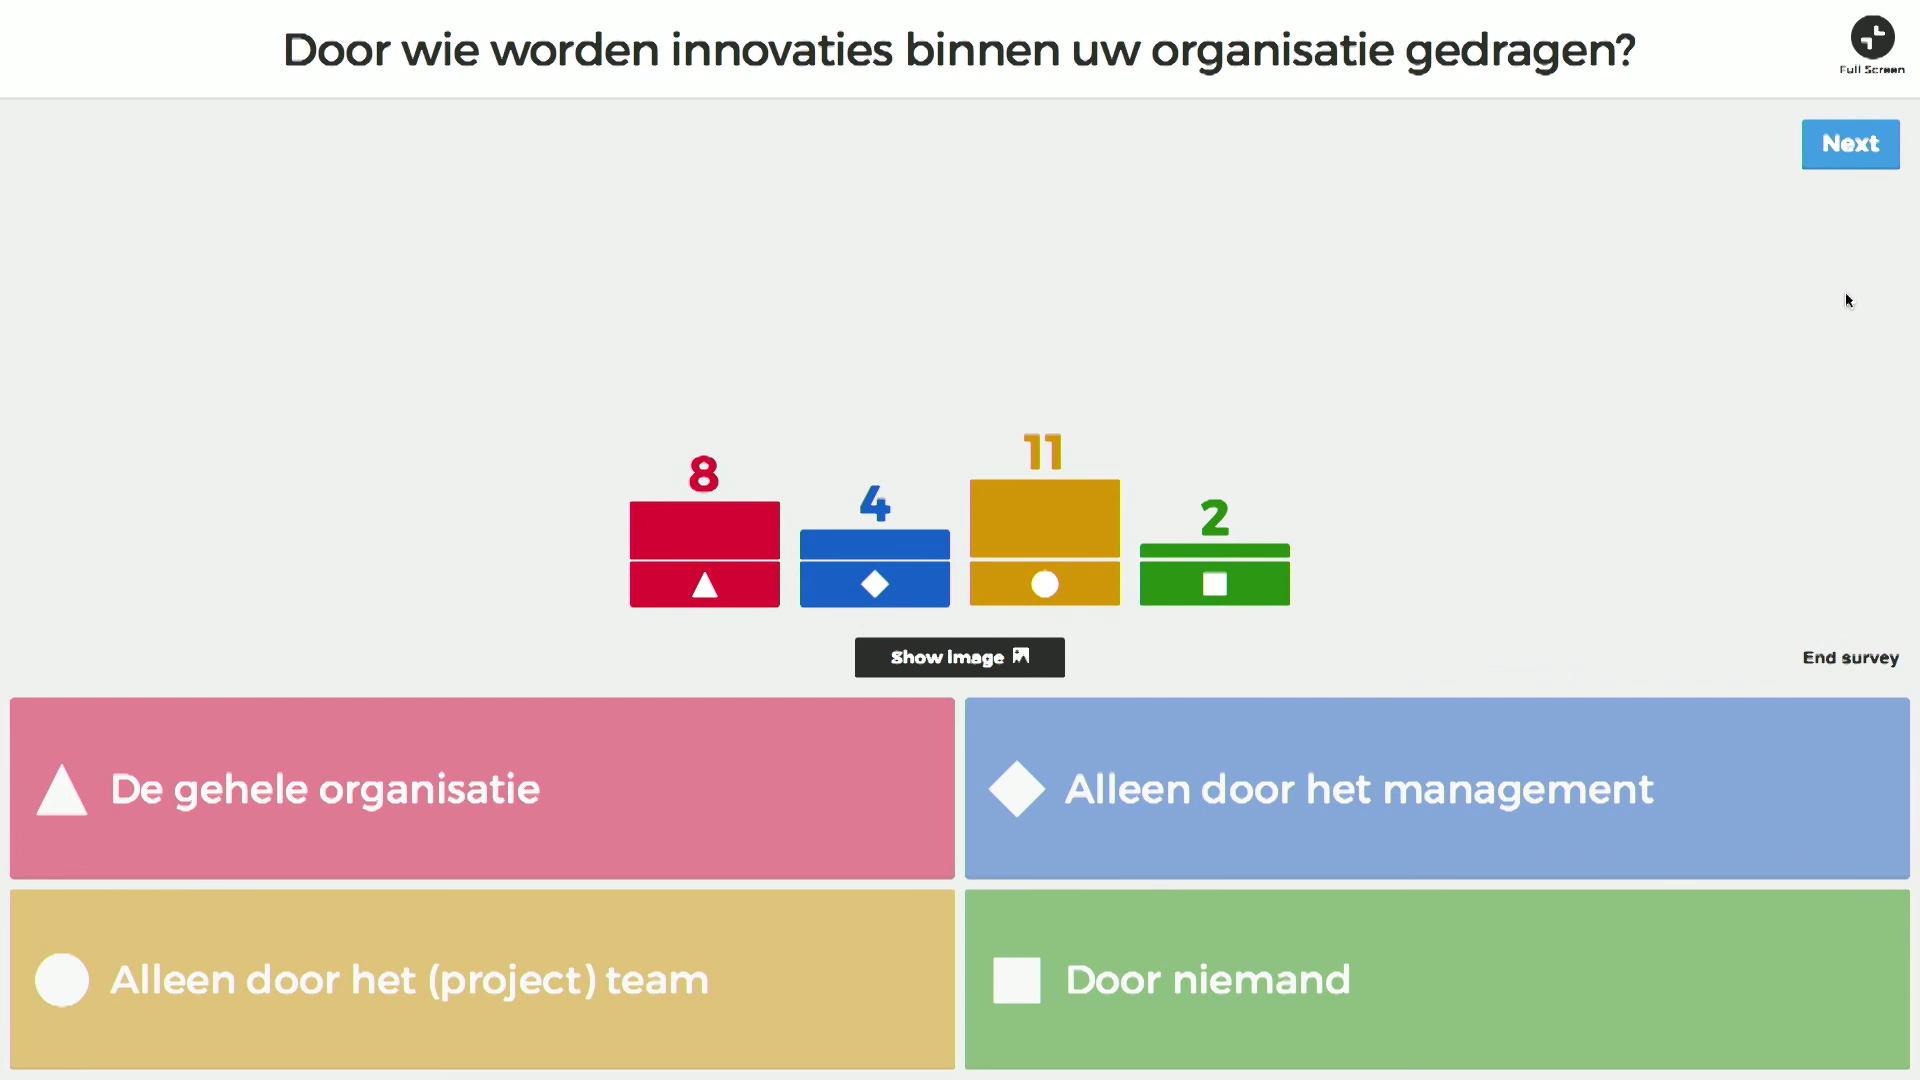 Door wie worden innovaties binnen uw organisatie gedragen?
Full Screen
Next
8
4
11
2
Show image
End survey
De gehele organisatie
Alleen door het management
Alleen door het (project) team
Door niemand